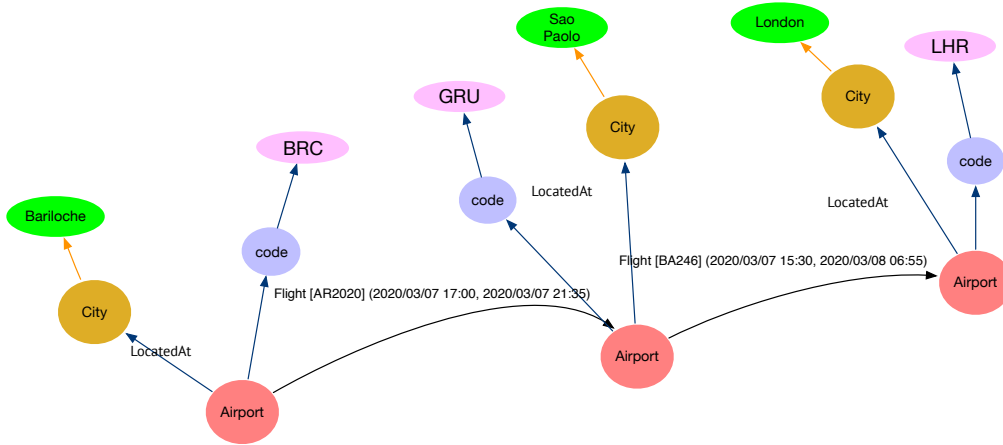 Sao
Paolo
London
LHR
City
GRU
City
BRC
code
code
LocatedAt
LocatedAt
Bariloche
code
Flight [BA246] (2020/03/07 15:30, 2020/03/08 06:55)
Airport
Flight [AR2020] (2020/03/07 17:00, 2020/03/07 21:35)
City
LocatedAt
Airport
Airport